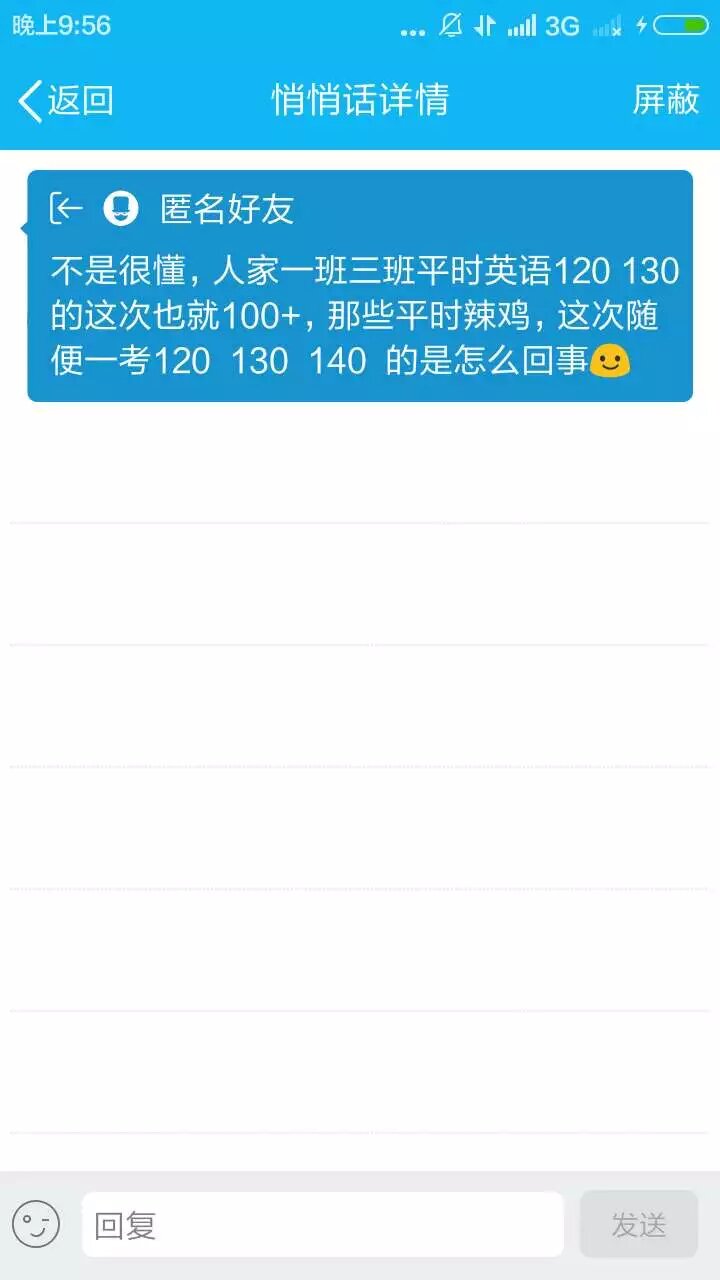 晚上9:56
3G
返回
悄悄话详情
屏蔽
匿名好友
不是很懂，人家一班三班平时英语120 130
的这次也就100+，那些平时辣鸡，这次随
便一考120 130 140 的是怎么回事🙂
回复
发送